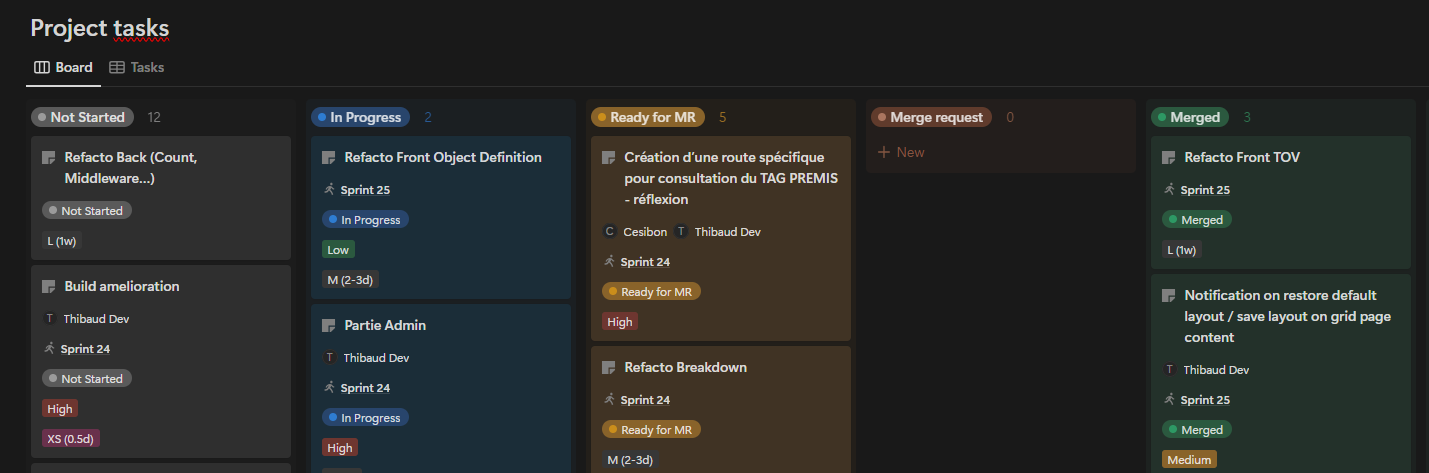 Project tasks
Board Tasks
Not Started 12
Refacto Back (Count,
Middleware...)
Not Started
L (1w)
Build amelioration
T Thibaud Dev
Sprint 24
Not Started
High
XS (0.5d)
In Progress 2
Refacto Front Object Definition
Sprint 25
In Progress
Low
M (2-3d)
Partie Admin
T Thibaud Dev
Sprint 24
In Progress
High
Ready for MR 5
Création d'une route spécifique
pour consultation du TAG PREMIS
- réflexion
C Cesibon T Thibaud Dev
Sprint 24
Ready for MR
High
Refacto Breakdown
Sprint 24
Ready for MR
M (2-3d)
Merge request 0
+ New
Merged 3
Refacto Front TOV
Sprint 25
Merged
L (1w)
Notification on restore default
layout / save layout on grid page
content
T Thibaud Dev
Sprint 25
Merged
Medium